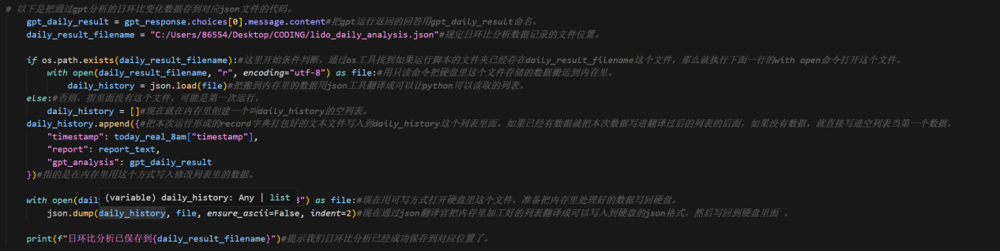 # 以下是把通过gpt分析的日环比变化数据存到对应json文件的代码。
gpt_daily_result = gpt_response.choices[0].message.content#把gpt运行返回的回答用gpt_daily_result命名。
daily_result_filename = "C:/Users/86554/Desktop/CODING/lido_daily_analysis.json"#规定日环比分析数据记录的文件位置。
if os.path.exists(daily_result_filename):#这里开始条件判断，通过os工具找到如果运行脚本的文件夹已经存在daily_result_filename这个文件，那么就执行下面一行的with open命令打开这个文件。
with open(daily_result_filename, "r", encoding="utf-8") as file:#用只读命令把硬盘里这个文件存储的数据搬运到内存里。
daily_history = json.load(file)#把搬到内存里的数据用json工具翻译成可以让python可以读取的列表。
else:#否则，指里面没有这个文件，可能是第一次运行。
daily_history = []#现在就在内存里创建一个叫daily_history的空列表。
daily_history.append({#把本次运行形成的record字典打包好的文本文件写入到daily_history这个列表里面。如果已经有数据就把本次数据写进翻译过后的列表的后面，如果没有数据，就直接写进空列表当第一个数据。
"timestamp": today_real_8am["timestamp"],
"report": report_text,
"gpt_analysis": gpt_daily_result
})#指的是在内存里用这个方式写入修改列表里的数据。
(variable) daily_history: Any | list
with open(dail 8") as file:#现在用可写方式打开硬盘里这个文件，准备把内存里处理好的数据写回硬盘。
json.dump(daily_history, file, ensure_ascii=False, indent=2)#现在通过json翻译官把内存里加工好的列表翻译成可以写入到硬盘的json格式，然后写回到硬盘里面 。
print(f"日环比分析已保存到{daily_result_filename}")#提示我们日环比分析已经成功保存到对应位置了。